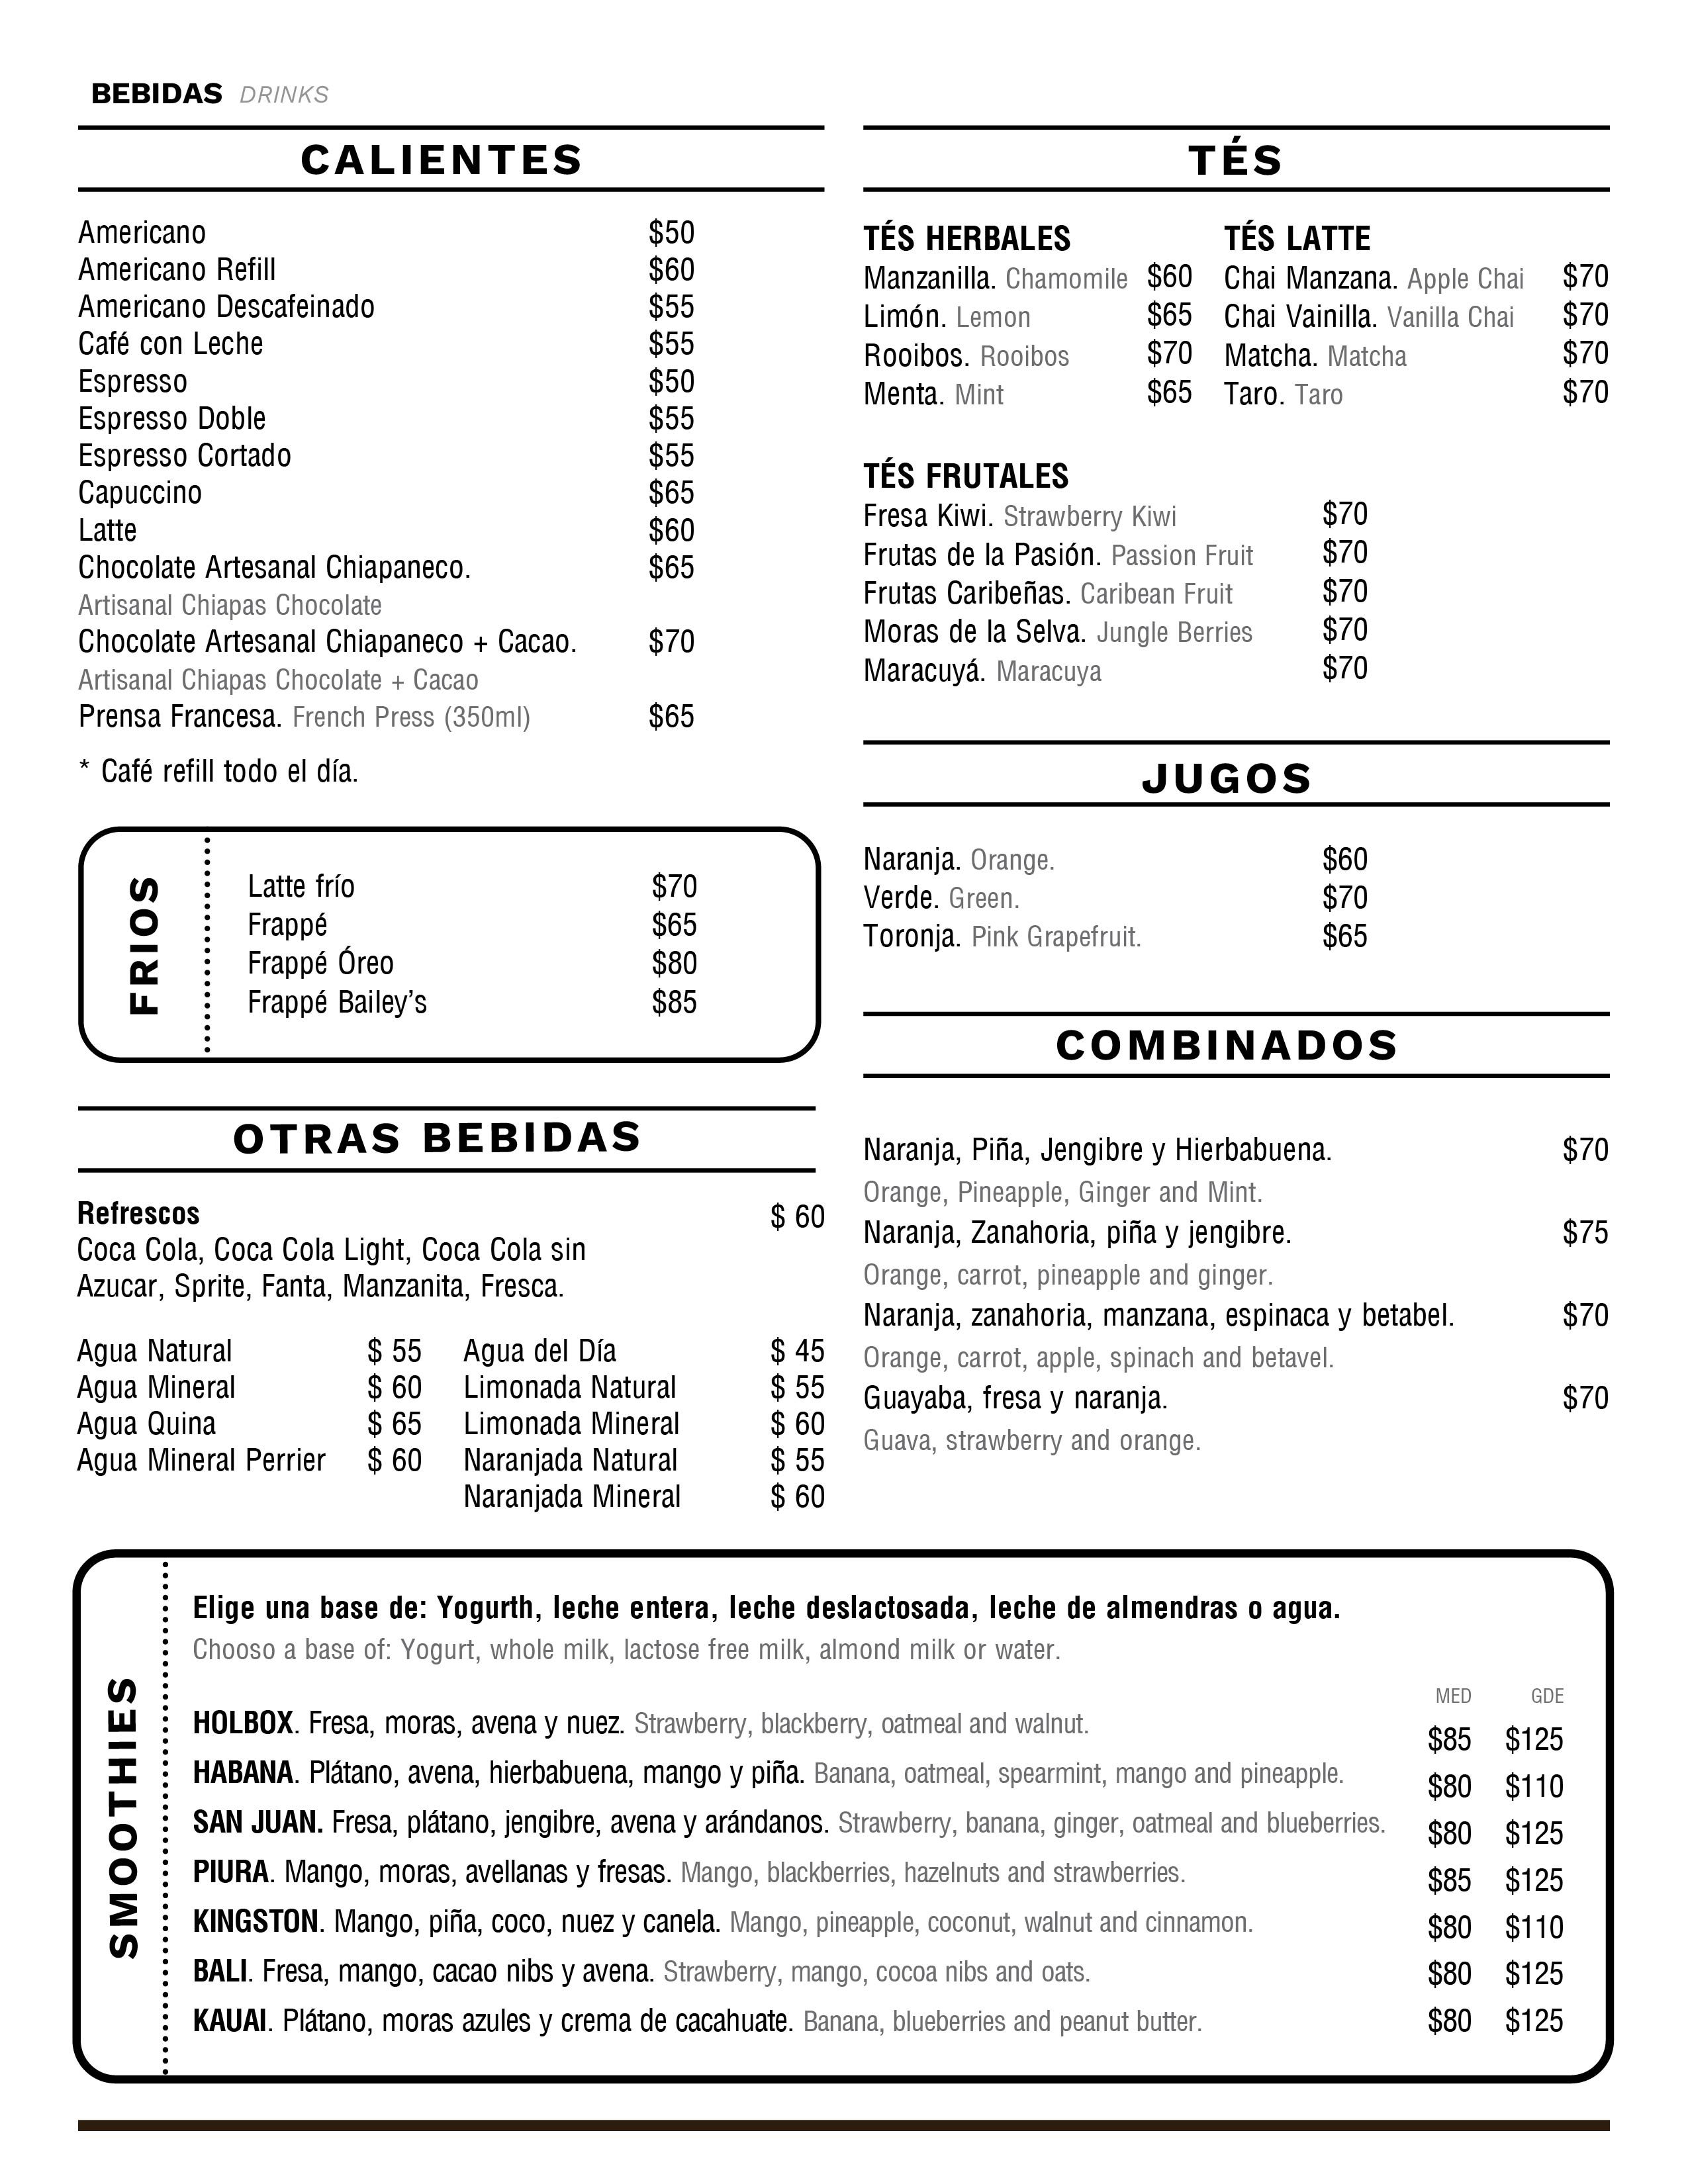 BEBIDAS DRINKS
CALIENTES
Americano $50
Americano Refill $60
Americano Descafeinado $55
Café con Leche $55
Espresso $50
Espresso Doble $55
Espresso Cortado $55
Capuccino $65
Latte $60
Chocolate Artesanal Chiapaneco. $65
Artisanal Chiapas Chocolate
Chocolate Artesanal Chiapaneco + Cacao. $70
Artisanal Chiapas Chocolate + Cacao
Prensa Francesa. French Press (350ml) $65
* Café refill todo el día.
FRIOS
Latte frío $70
Frappé $65
Frappé Óreo $80
Frappé Bailey’s $85
OTRAS BEBIDAS
Refrescos $ 60
Coca Cola, Coca Cola Light, Coca Cola sin
Azucar, Sprite, Fanta, Manzanita, Fresca.
Agua Natural $ 55
Agua Mineral $ 60
Agua Quina $ 65
Agua Mineral Perrier $ 60
Agua del Día $ 45
Limonada Natural $ 55
Limonada Mineral $ 60
Naranjada Natural $ 55
Naranjada Mineral $ 60
TÉS
TÉS HERBALES
Manzanilla. Chamomile $60
Limón. Lemon $65
Rooibos. Rooibos $70
Menta. Mint $65
TÉS LATTE
Chai Manzana. Apple Chai $70
Chai Vainilla. Vanilla Chai $70
Matcha. Matcha $70
Taro. Taro $70
TÉS FRUTALES
Fresa Kiwi. Strawberry Kiwi $70
Frutas de la Pasión. Passion Fruit $70
Frutas Caribeñas. Caribean Fruit $70
Moras de la Selva. Jungle Berries $70
Maracuyá. Maracuya $70
JUGOS
Naranja. Orange. $60
Verde. Green. $70
Toronja. Pink Grapefruit. $65
COMBINADOS
Naranja, Piña, Jengibre y Hierbabuena. $70
Orange, Pineapple, Ginger and Mint.
Naranja, Zanahoria, piña y jengibre. $75
Orange, carrot, pineapple and ginger.
Naranja, zanahoria, manzana, espinaca y betabel. $70
Orange, carrot, apple, spinach and betavel.
Guayaba, fresa y naranja. $70
Guava, strawberry and orange.
SMOOTHIES
Elige una base de: Yogurth, leche entera, leche deslactosada, leche de almendras o agua.
Chooso a base of: Yogurt, whole milk, lactose free milk, almond milk or water.
MED GDE
HOLBOX. Fresa, moras, avena y nuez. Strawberry, blackberry, oatmeal and walnut. $85 $125
HABANA. Plátano, avena, hierbabuena, mango y piña. Banana, oatmeal, spearmint, mango and pineapple. $80 $110
SAN JUAN. Fresa, plátano, jengibre, avena y arándanos. Strawberry, banana, ginger, oatmeal and blueberries. $80 $125
PIURA. Mango, moras, avellanas y fresas. Mango, blackberries, hazelnuts and strawberries. $85 $125
KINGSTON. Mango, piña, coco, nuez y canela. Mango, pineapple, coconut, walnut and cinnamon. $80 $110
BALI. Fresa, mango, cacao nibs y avena. Strawberry, mango, cocoa nibs and oats. $80 $125
KAUAI. Plátano, moras azules y crema de cacahuate. Banana, blueberries and peanut butter. $80 $125